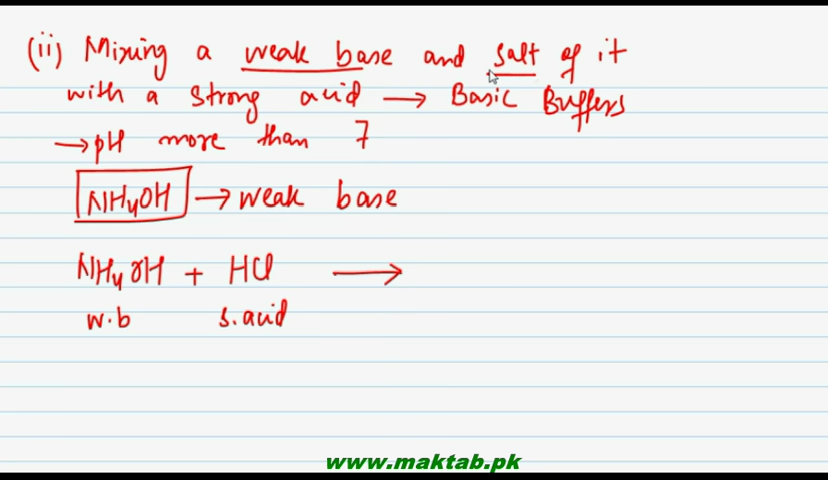 (ii) Mixing a weak base and salt of it
with a strong acid → Basic Buffers
→ pH more than 7
NH4OH → weak base
NH4OH + HCl →
w.b s.acid
www.maktab.pk